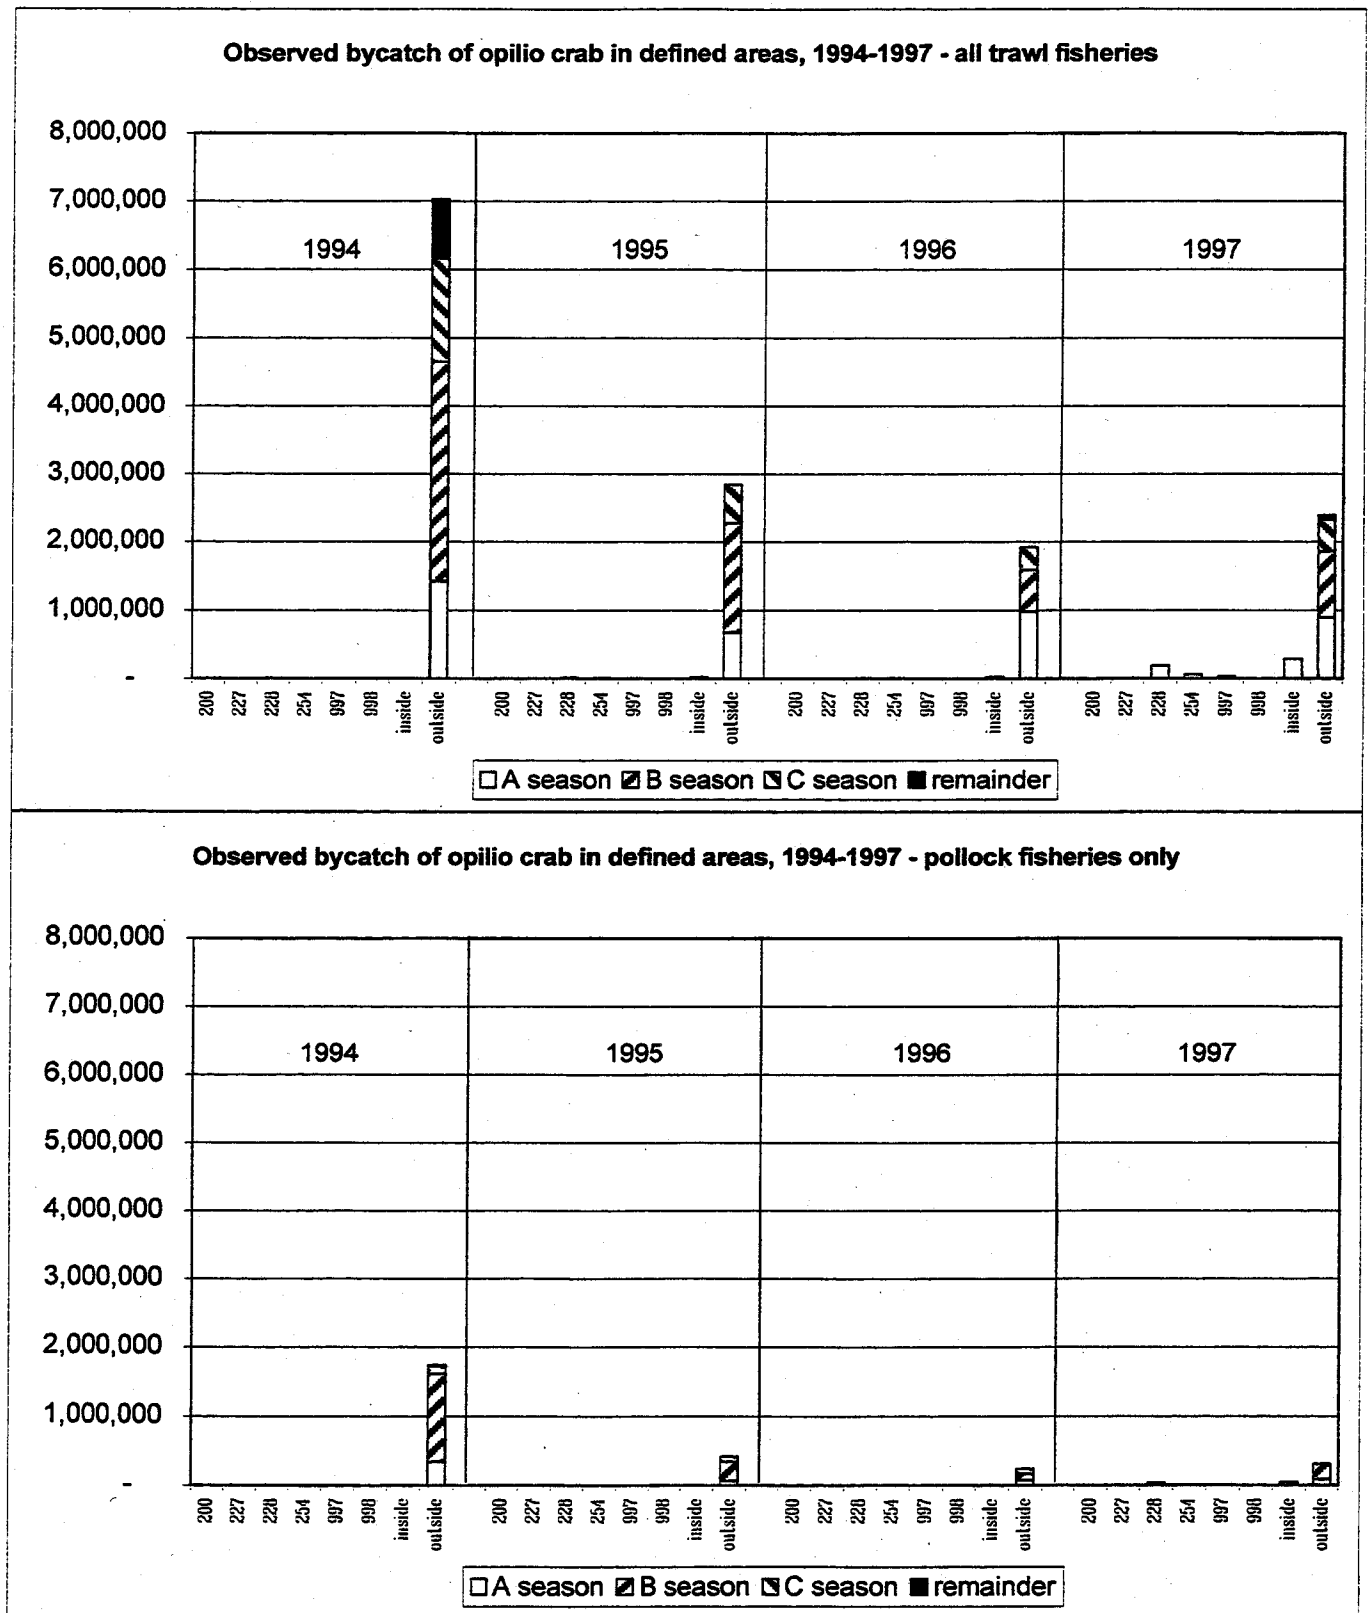 Observed bycatch of opilio crab in defined areas, 1994-1997 - all trawl fisheries
8,000,000
7,000,000
6,000,000
5,000,000
4,000,000
3,000,000
2,000,000
1,000,000
-
1994 1995 1996 1997
200 227 228 254 997 998 inside outside 200 227 228 254 997 998 inside outside 200 227 228 254 997 998 inside outside 200 227 228 254 997 998 inside outside
A season B season C season remainder
Observed bycatch of opilio crab in defined areas, 1994-1997 - pollock fisheries only
8,000,000
7,000,000
6,000,000
5,000,000
4,000,000
3,000,000
2,000,000
1,000,000
-
1994 1995 1996 1997
200 227 228 254 997 998 inside outside 200 227 228 254 997 998 inside outside 200 227 228 254 997 998 inside outside 200 227 228 254 997 998 inside outside
A season B season C season remainder